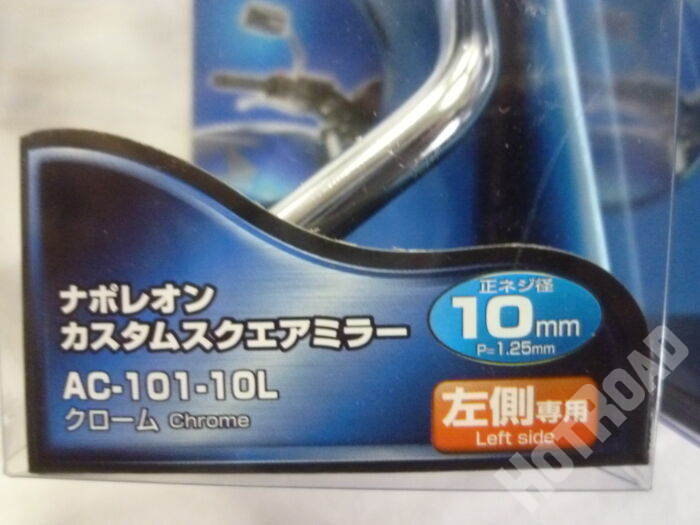 ナポレオン
カスタムスクエアミラー
AC-101-10L
クローム Chrome
正ネジ径
10mm
P=1.25mm
左側専用
Left side
HOTROAD